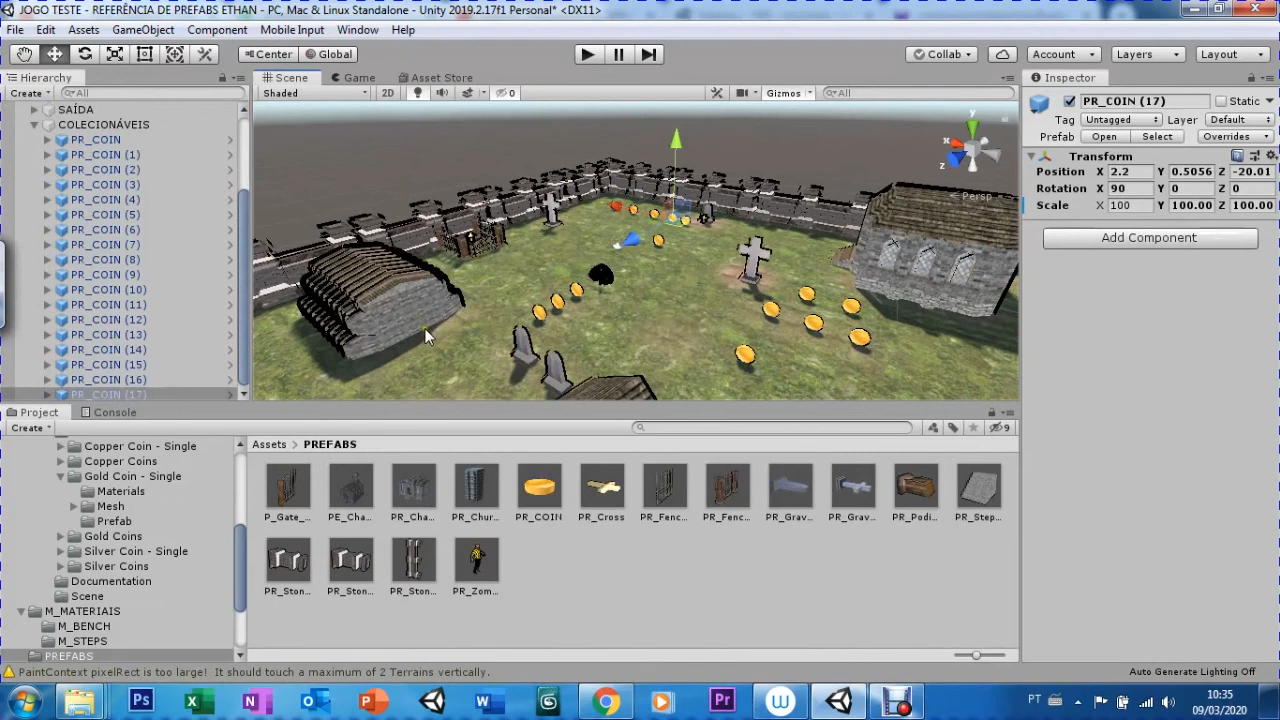 JOGO TESTE - REFERÊNCIA DE PREFABS ETHAN - PC, Mac & Linux Standalone - Unity 2019.2.17f1 Personal* <DX11>
File Edit Assets GameObject Component Mobile Input Window Help
Center Global Collab Account Layers Layout
Hierarchy Scene Game Asset Store Inspector
Create All Shaded 2D 0 Gizmos All
PR_COIN (17) Static
Tag Untagged Layer Default
Prefab Open Select Overrides
Transform
Position X 2.2 Y 0.5056 Z -20.01
Rotation X 90 Y 0 Z 0
Scale X 100 Y 100.00 Z 100.00
Add Component
SAÍDA
COLECIONÁVEIS
PR_COIN
PR_COIN (1)
PR_COIN (2)
PR_COIN (3)
PR_COIN (4)
PR_COIN (5)
PR_COIN (6)
PR_COIN (7)
PR_COIN (8)
PR_COIN (9)
PR_COIN (10)
PR_COIN (11)
PR_COIN (12)
PR_COIN (13)
PR_COIN (14)
PR_COIN (15)
PR_COIN (16)
PR_COIN (17)
y
x
z
Persp
Project Console
Create 9
Copper Coin - Single
Copper Coins
Gold Coin - Single
Materials
Mesh
Prefab
Gold Coins
Silver Coin - Single
Silver Coins
Documentation
Scene
M_MATERIAIS
M_BENCH
M_STEPS
PREFABS
Assets > PREFABS
P_Gate_... PE_Cha... PR_Cha... PR_Chur... PR_COIN PR_Cross PR_Fenc... PR_Fenc... PR_Grav... PR_Grav... PR_Podi... PR_Step...
PR_Ston... PR_Ston... PR_Ston... PR_Zom...
PaintContext pixelRect is too large! It should touch a maximum of 2 Terrains vertically.
Auto Generate Lighting Off
PT
10:35
09/03/2020